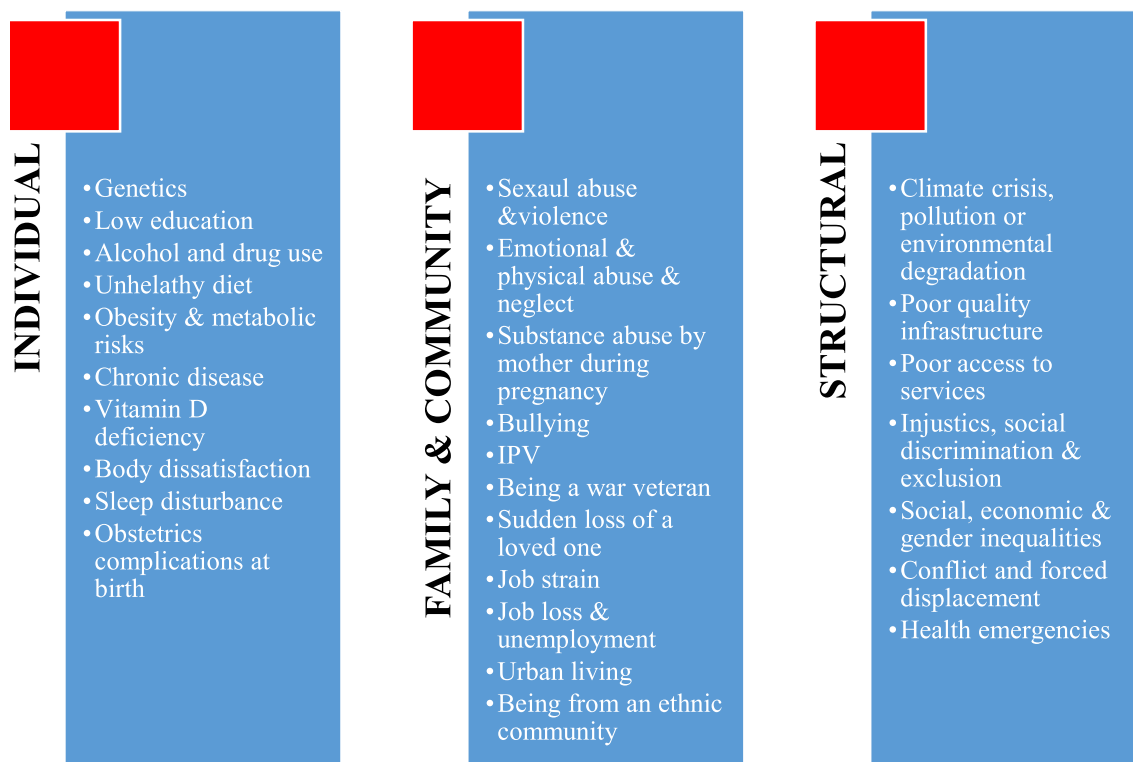 INDIVIDUAL
•Genetics
•Low education
•Alcohol and drug use
•Unhelathy diet
•Obesity & metabolic
risks
•Chronic disease
•Vitamin D
deficiency
•Body dissatisfaction
•Sleep disturbance
•Obstetrics
complications at
birth
FAMILY & COMMUNITY
•Sexaul abuse
&violence
•Emotional &
physical abuse &
neglect
•Substance abuse by
mother during
pregnancy
•Bullying
•IPV
•Being a war veteran
•Sudden loss of a
loved one
•Job strain
•Job loss &
unemployment
•Urban living
•Being from an ethnic
community
STRUCTURAL
•Climate crisis,
pollution or
environmental
degradation
•Poor quality
infrastructure
•Poor access to
services
•Injustics, social
discrimination &
exclusion
•Social, economic &
gender inequalities
•Conflict and forced
displacement
•Health emergencies